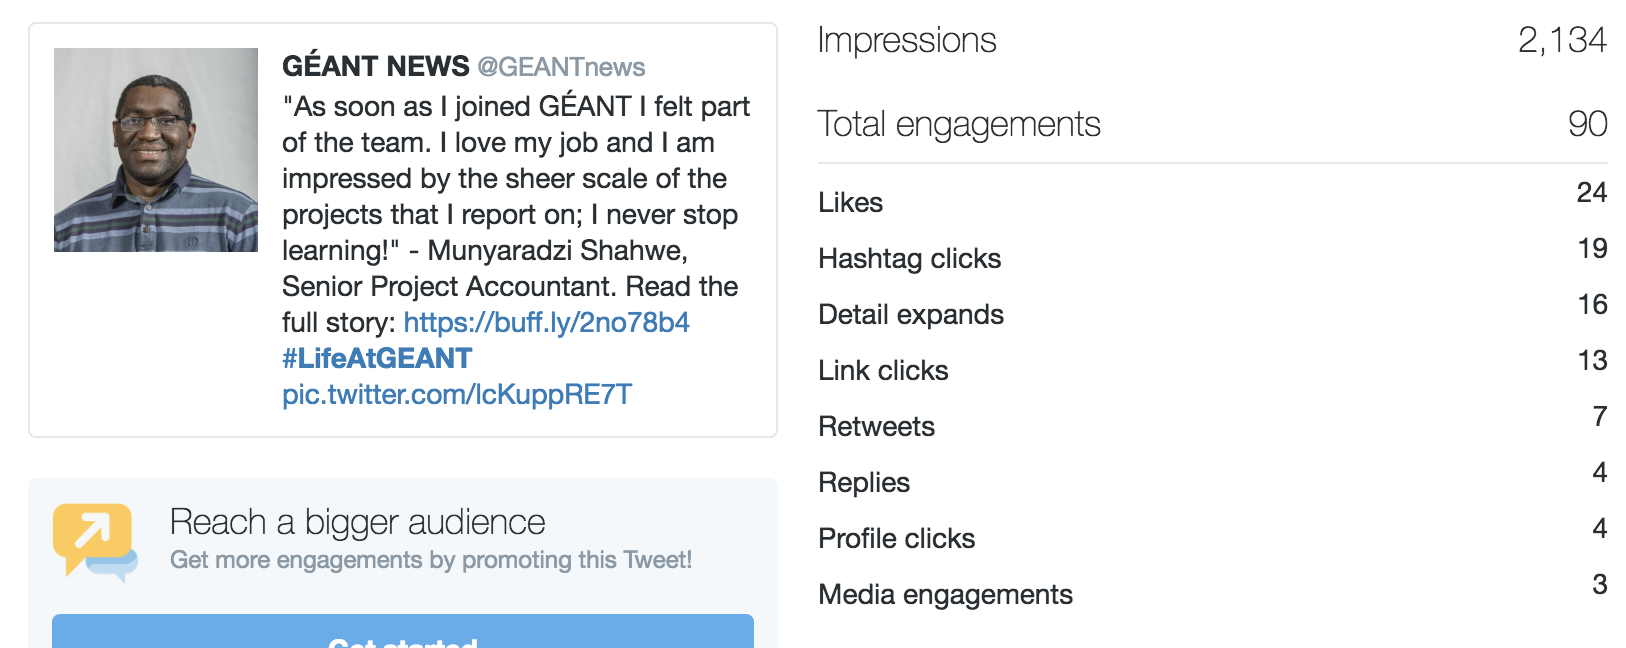 GÉANT NEWS @GEANTnews
"As soon as I joined GÉANT I felt part
of the team. I love my job and I am
impressed by the sheer scale of the
projects that I report on; I never stop
learning!" - Munyaradzi Shahwe,
Senior Project Accountant. Read the
full story: https://buff.ly/2no78b4
#LifeAtGEANT
pic.twitter.com/lcKuppRE7T
Reach a bigger audience
Get more engagements by promoting this Tweet!
Get started
Impressions 2,134
Total engagements 90
Likes 24
Hashtag clicks 19
Detail expands 16
Link clicks 13
Retweets 7
Replies 4
Profile clicks 4
Media engagements 3